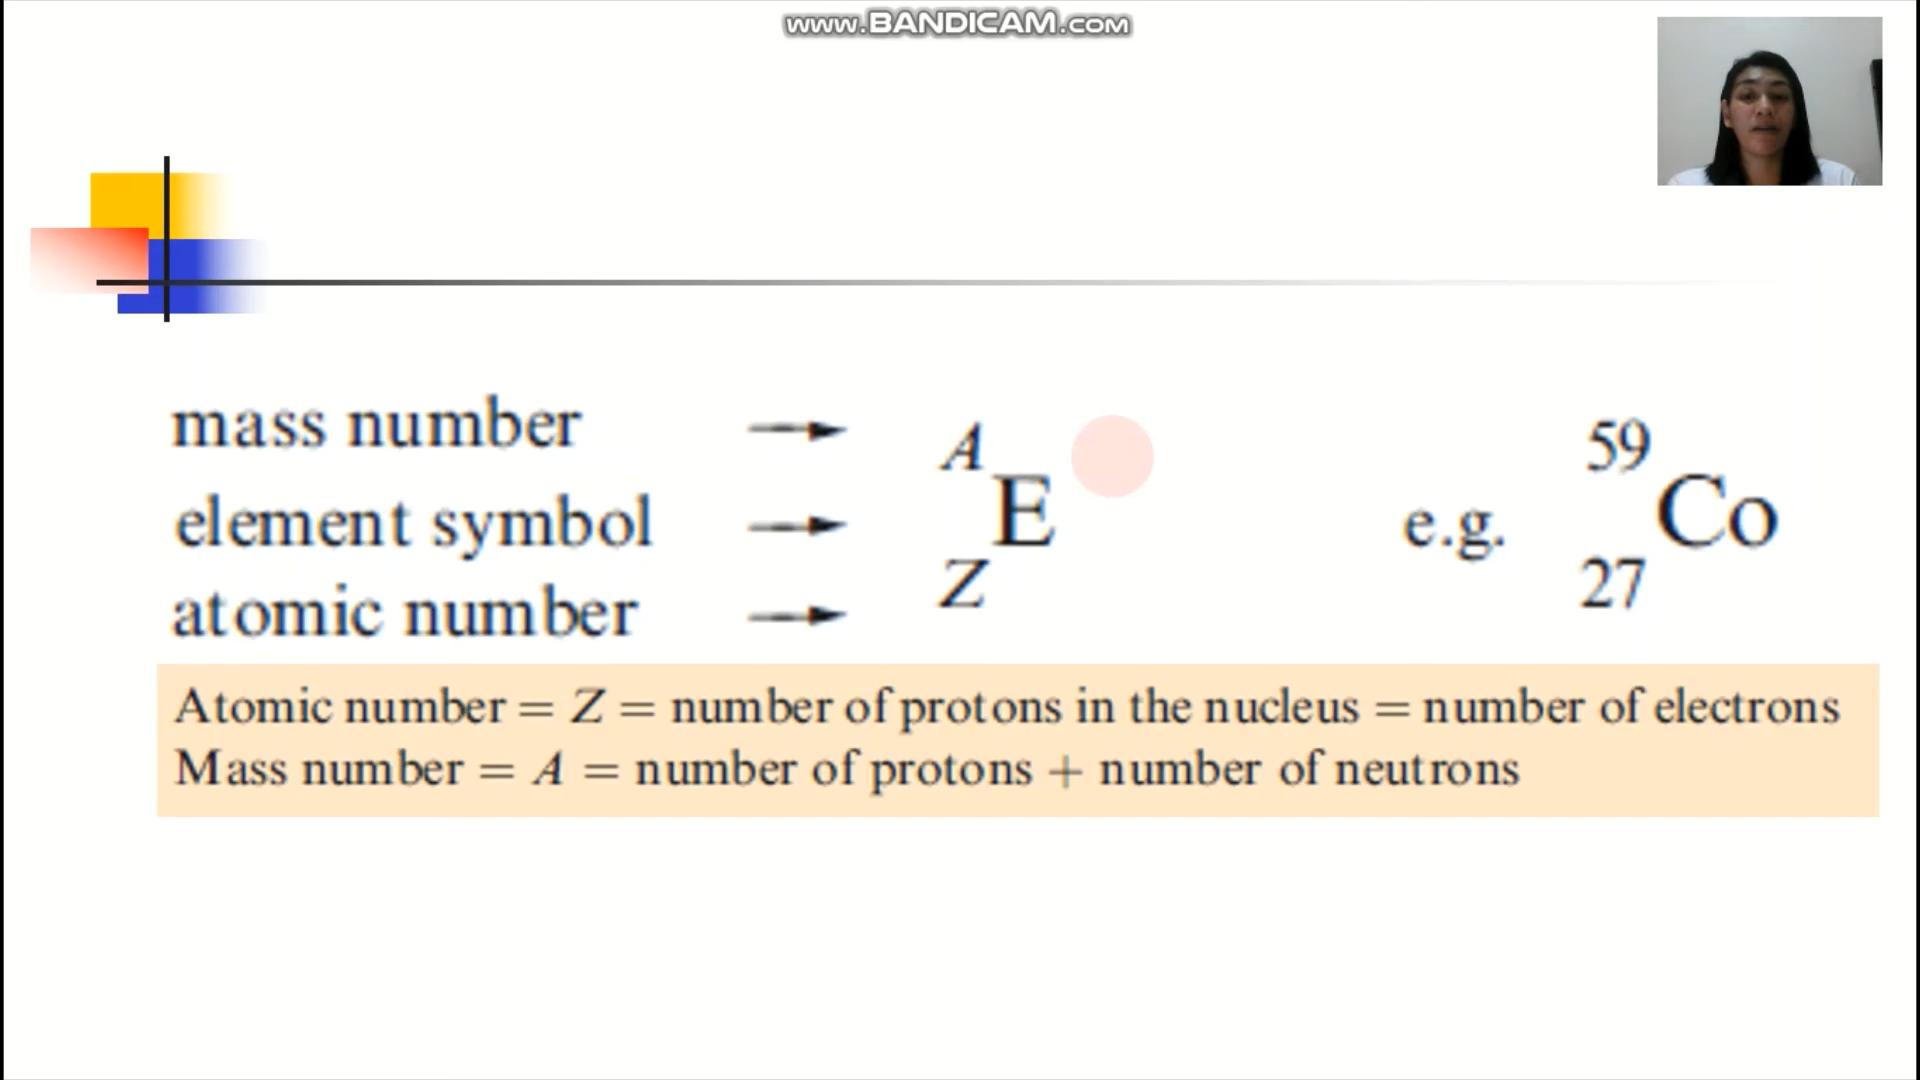 www.BANDICAM.com
mass number → A
element symbol → E e.g. 59 Co
atomic number → Z 27
Atomic number = Z = number of protons in the nucleus = number of electrons
Mass number = A = number of protons + number of neutrons